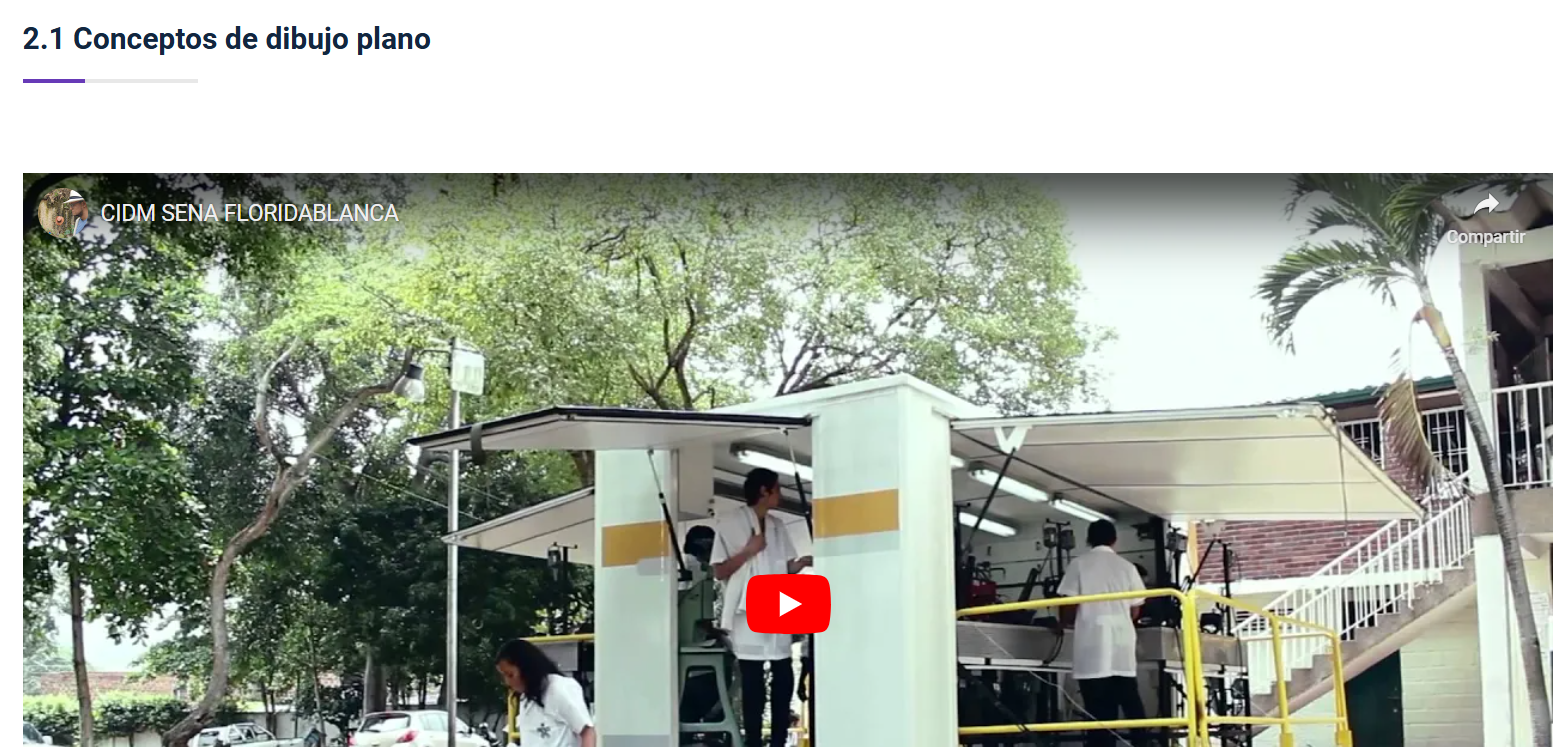 2.1 Conceptos de dibujo plano
CIDM SENA FLORIDABLANCA
Compartir